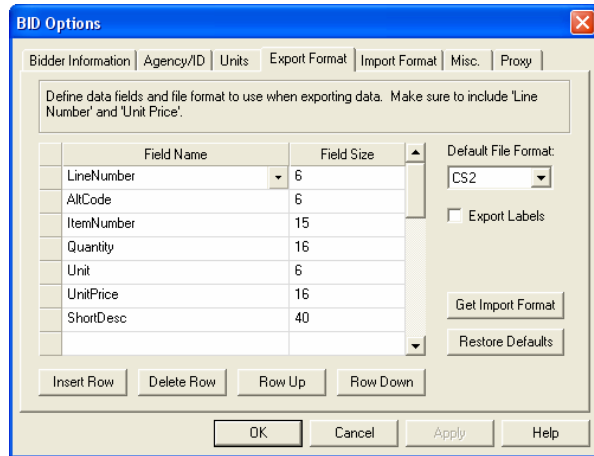 BID Options
Bidder Information Agency/ID Units Export Format Import Format Misc. Proxy
Define data fields and file format to use when exporting data. Make sure to include 'Line
Number' and 'Unit Price'.
Field Name Field Size
LineNumber 6
AltCode 6
ItemNumber 15
Quantity 16
Unit 6
UnitPrice 16
ShortDesc 40
Default File Format:
CS2
Export Labels
Get Import Format
Restore Defaults
Insert Row Delete Row Row Up Row Down
OK Cancel Apply Help